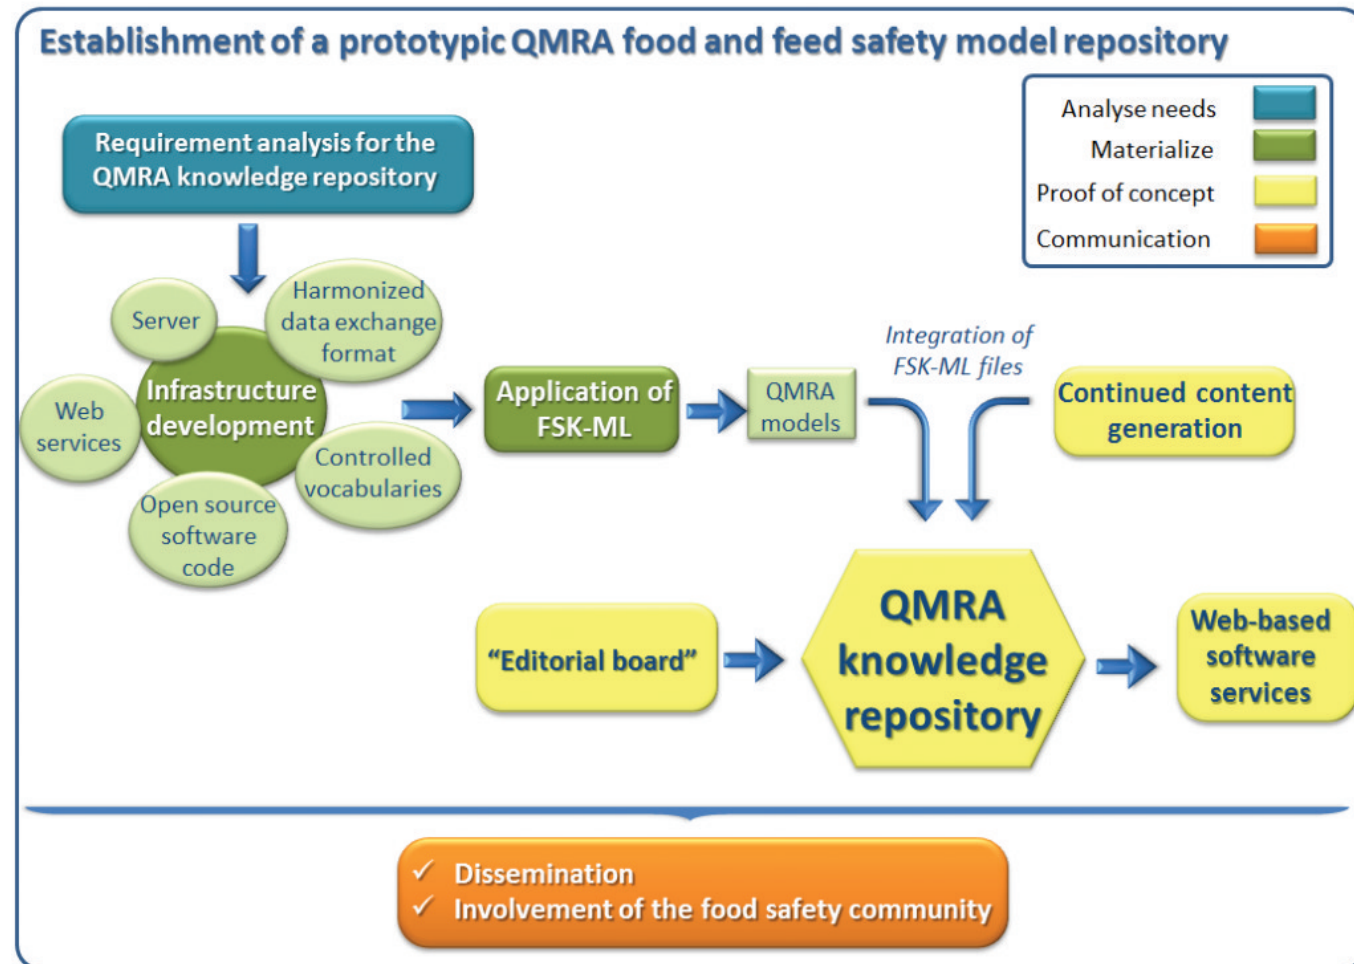 Establishment of a prototypic QMRA food and feed safety model repository
Analyse needs
Materialize
Proof of concept
Communication
Requirement analysis for the
QMRA knowledge repository
Server
Harmonized
data exchange
format
Infrastructure
development
Web
services
Controlled
vocabularies
Open source
software
code
Application of
FSK-ML
QMRA
models
Integration of
FSK-ML files
Continued content
generation
“Editorial board”
QMRA
knowledge
repository
Web-based
software
services
✓ Dissemination
✓ Involvement of the food safety community